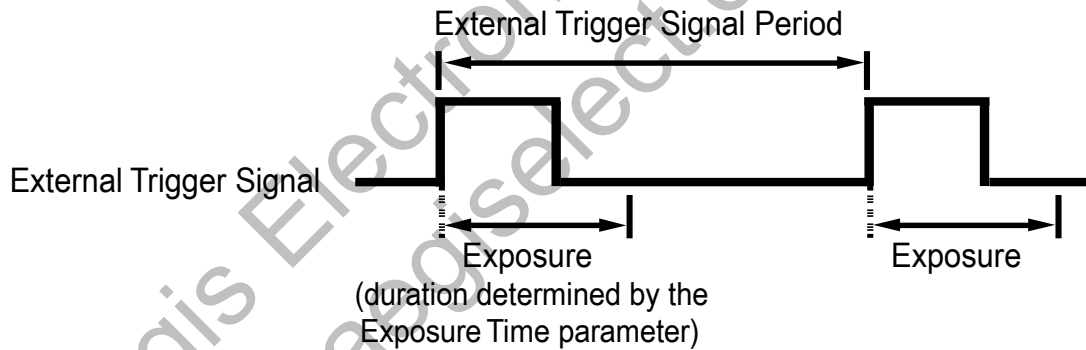 External Trigger Signal Period
External Trigger Signal
Exposure
(duration determined by the
Exposure Time parameter)
Exposure